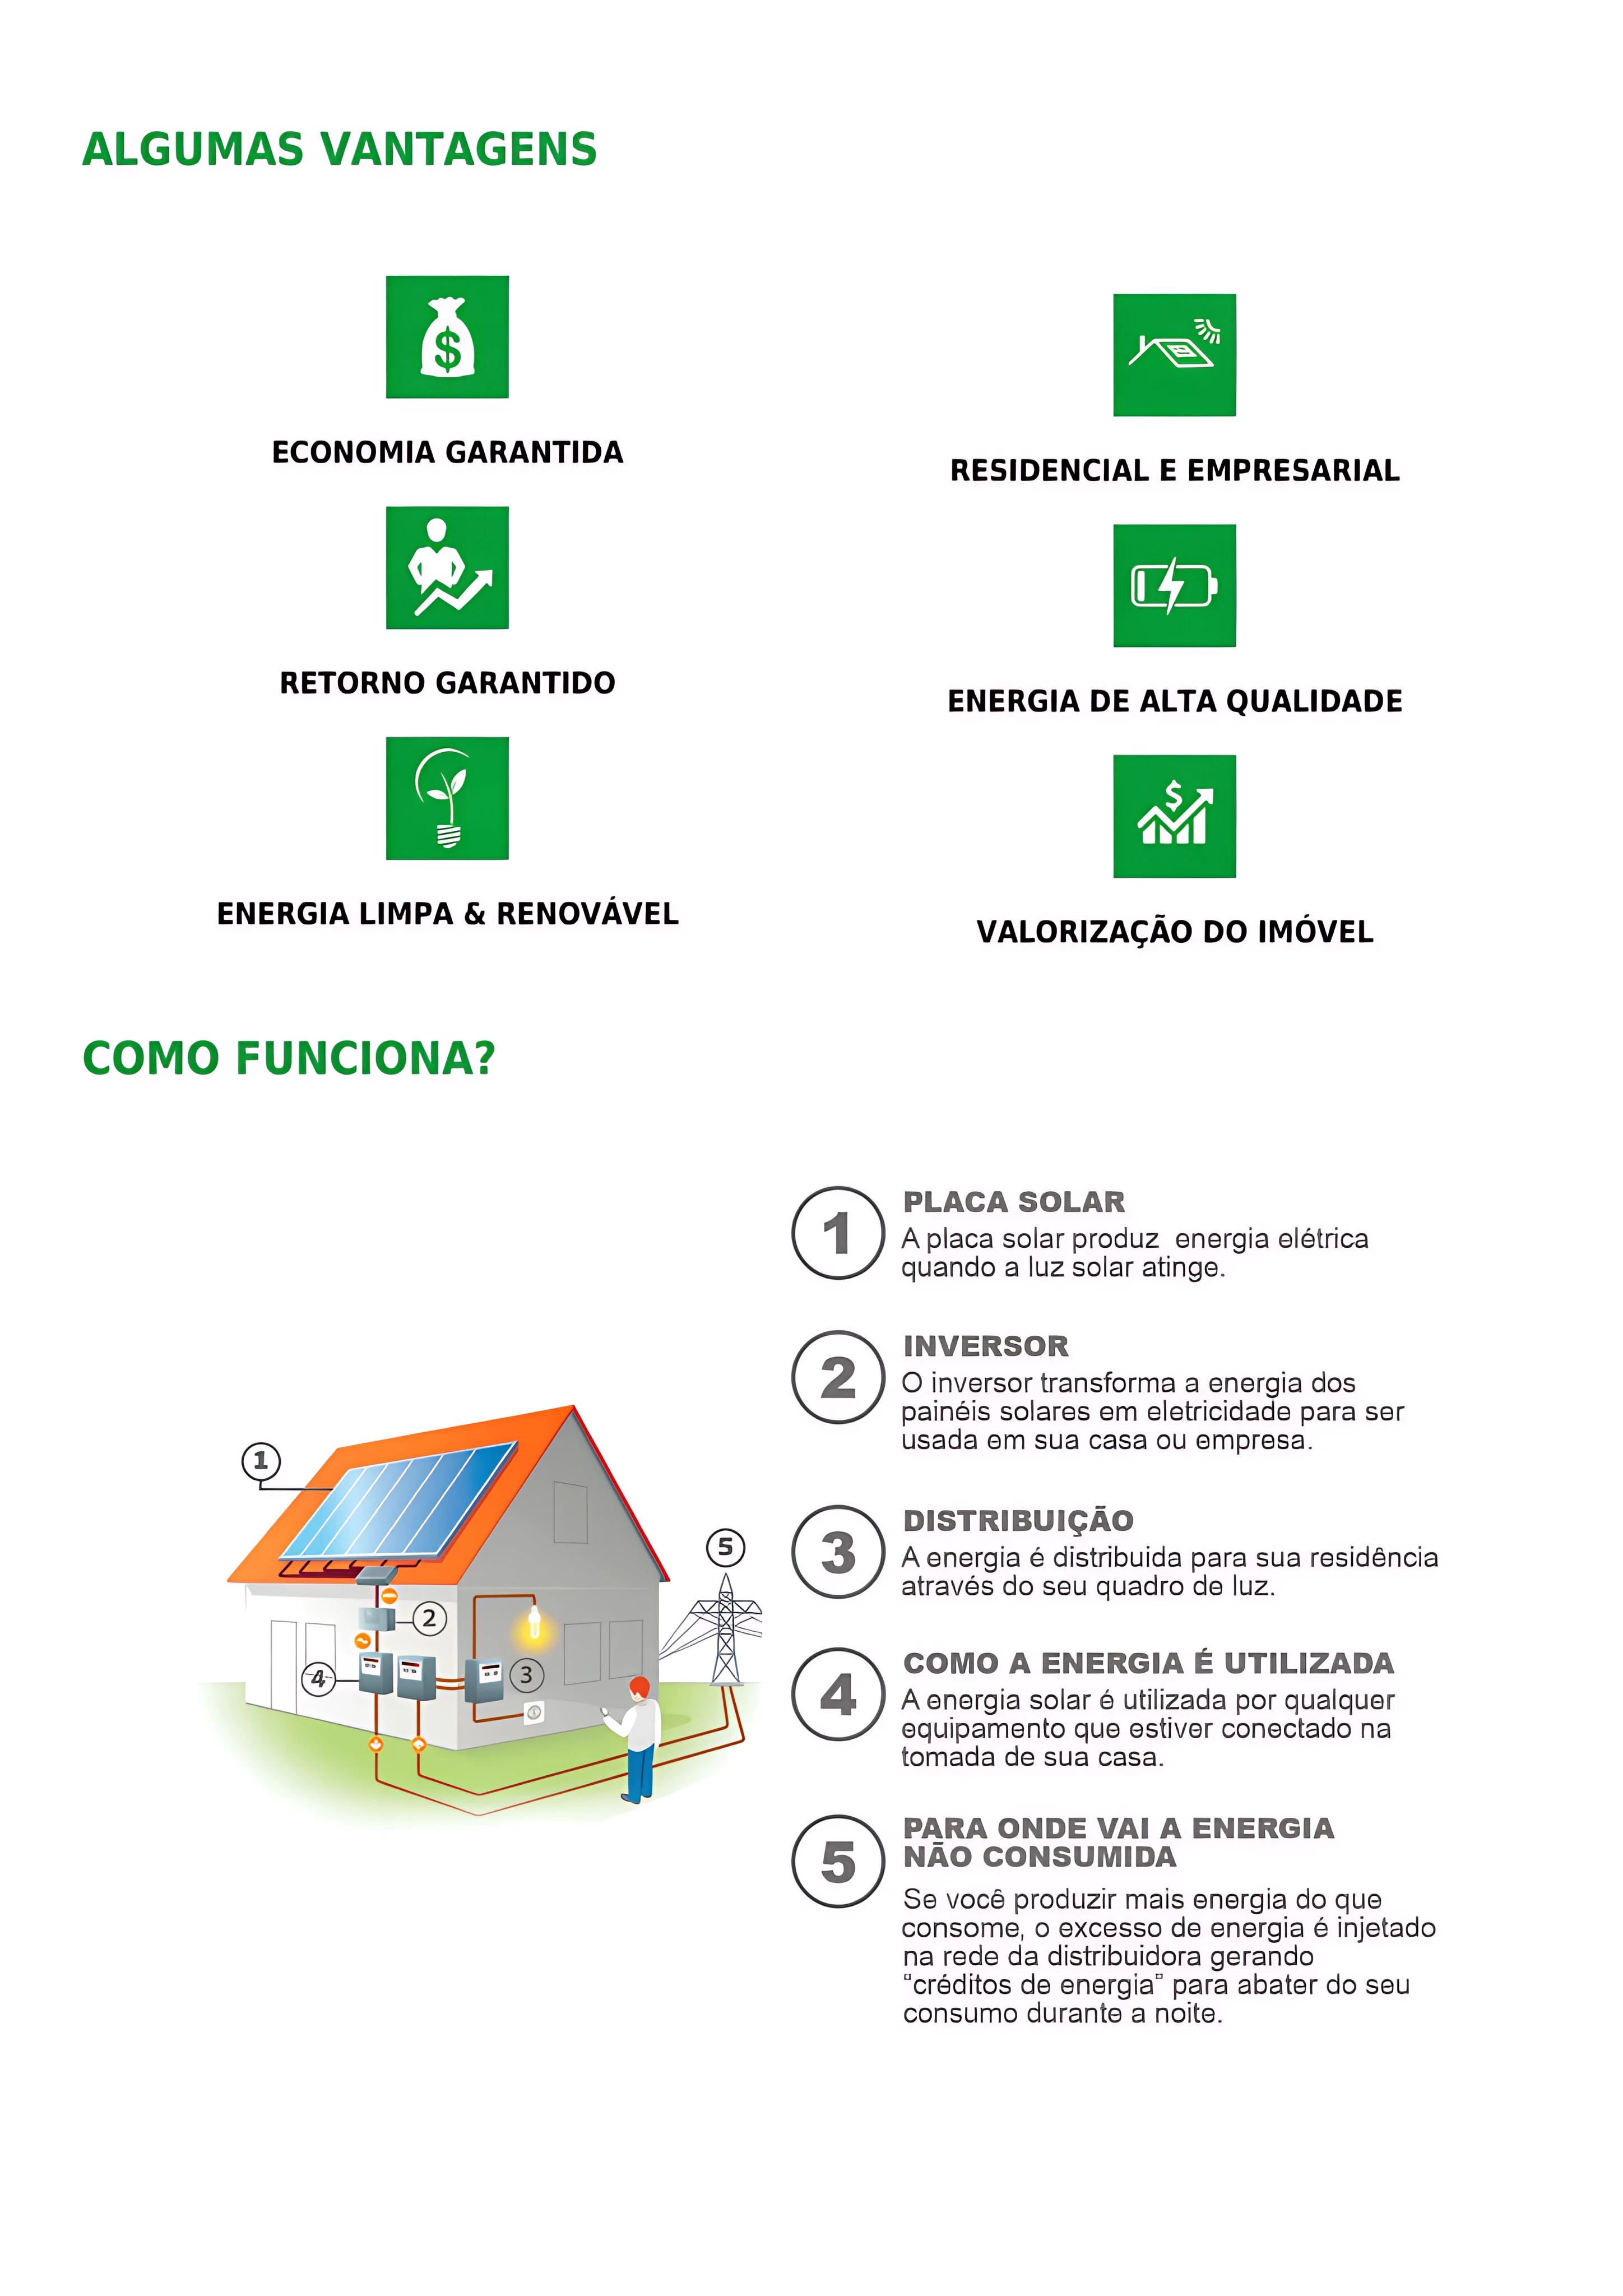 ALGUMAS VANTAGENS
ECONOMIA GARANTIDA
RETORNO GARANTIDO
ENERGIA LIMPA & RENOVÁVEL
RESIDENCIAL E EMPRESARIAL
ENERGIA DE ALTA QUALIDADE
VALORIZAÇÃO DO IMÓVEL
COMO FUNCIONA?
1
2
3
4
5
1
PLACA SOLAR
A placa solar produz energia elétrica
quando a luz solar atinge.
2
INVERSOR
O inversor transforma a energia dos
painéis solares em eletricidade para ser
usada em sua casa ou empresa.
3
DISTRIBUIÇÃO
A energia é distribuida para sua residência
através do seu quadro de luz.
4
COMO A ENERGIA É UTILIZADA
A energia solar é utilizada por qualquer
equipamento que estiver conectado na
tomada de sua casa.
5
PARA ONDE VAI A ENERGIA
NÃO CONSUMIDA
Se você produzir mais energia do que
consome, o excesso de energia é injetado
na rede da distribuidora gerando
"créditos de energia" para abater do seu
consumo durante a noite.